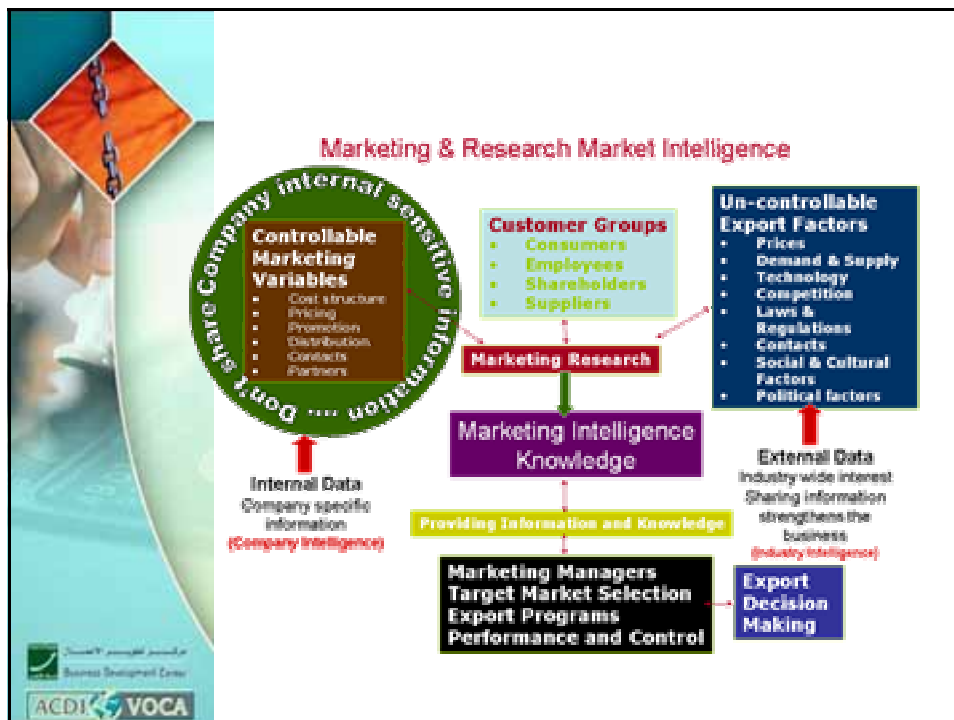 Marketing & Research Market Intelligence
Don't share Company internal sensitive information ....
Controllable
Marketing
Variables
• Cost structure
• Pricing
• Promotion
• Distribution
• Contacts
• Partners
Customer Groups
• Consumers
• Employees
• Shareholders
• Suppliers
Un-controllable
Export Factors
• Prices
• Demand & Supply
• Technology
• Competition
• Laws &
Regulations
• Contacts
• Social & Cultural
Factors
• Political factors
Marketing Research
Marketing Intelligence
Knowledge
Internal Data
Company specific
information
(Company Intelligence)
External Data
Industry wide interest
Sharing information
strengthens the
business
(Industry Intelligence)
Providing Information and Knowledge
Marketing Managers
Target Market Selection
Export Programs
Performance and Control
Export
Decision
Making
مركز تطوير الأعمال
Business Development Center
ACDI VOCA